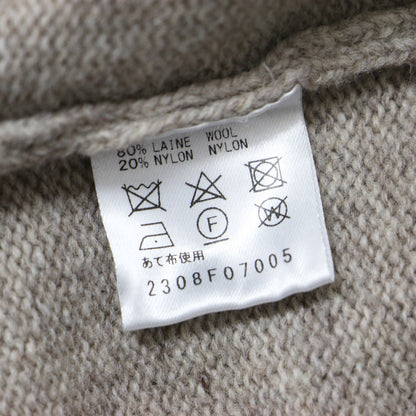 80% LAINE WOOL
20% NYLON NYLON
F
W
あて布使用
2308F07005